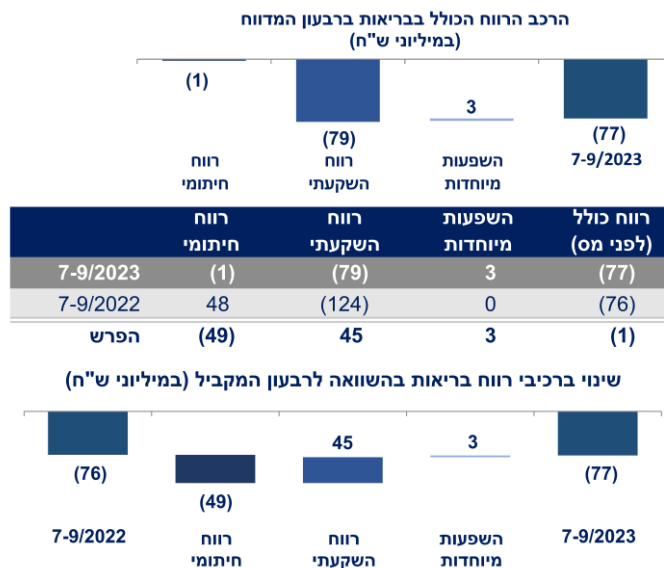 הרכב הרווח הכולל בבריאות ברבעון המדווח
(במיליוני ש"ח)
(1) (79) 3 (77)
רווח רווח השפעות 7-9/2023
חיתומי השקעתי מיוחדות
רווח רווח השפעות רווח כולל
חיתומי השקעתי מיוחדות (לפני מס)
7-9/2023 (1) (79) 3 (77)
7-9/2022 48 (124) 0 (76)
הפרש (49) 45 3 (1)
שינוי ברכיבי רווח בריאות בהשוואה לרבעון המקביל (במיליוני ש"ח)
(76) (49) 45 3 (77)
7-9/2022 רווח רווח השפעות 7-9/2023
חיתומי השקעתי מיוחדות